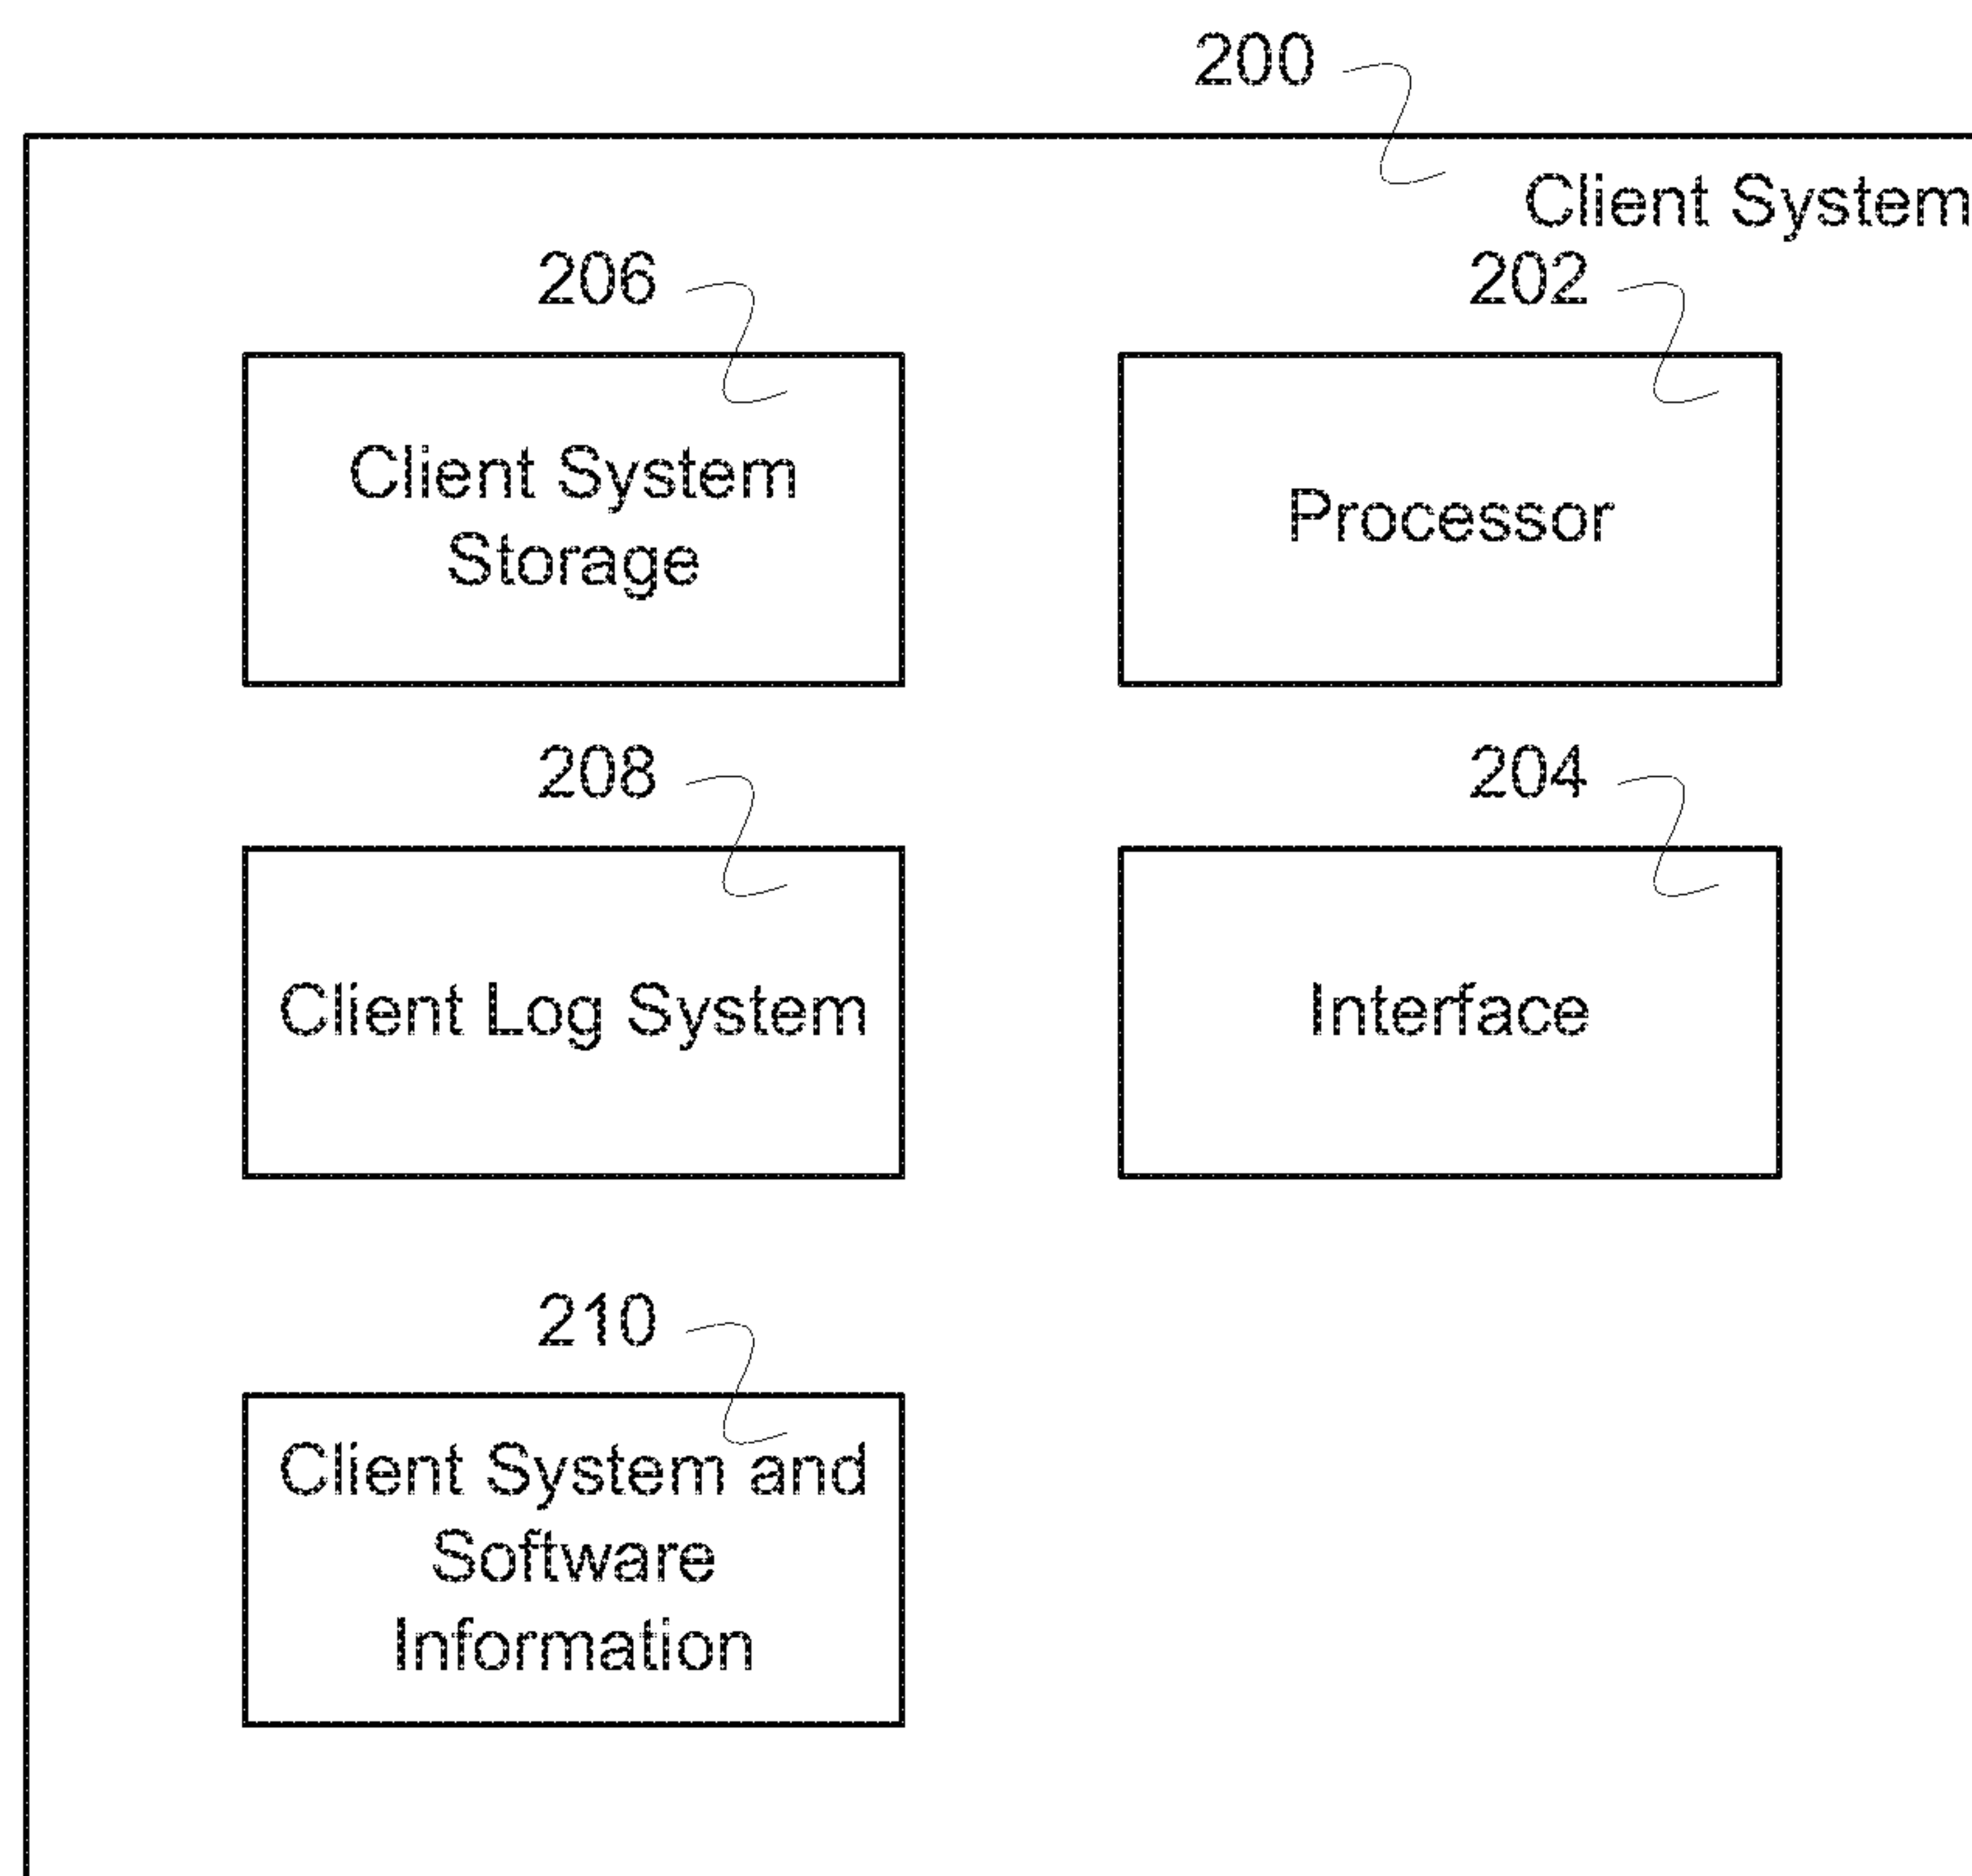 200
Client System
206
202
Client System
Storage
Processor
208
204
Client Log System
Interface
210
Client System and
Software
Information